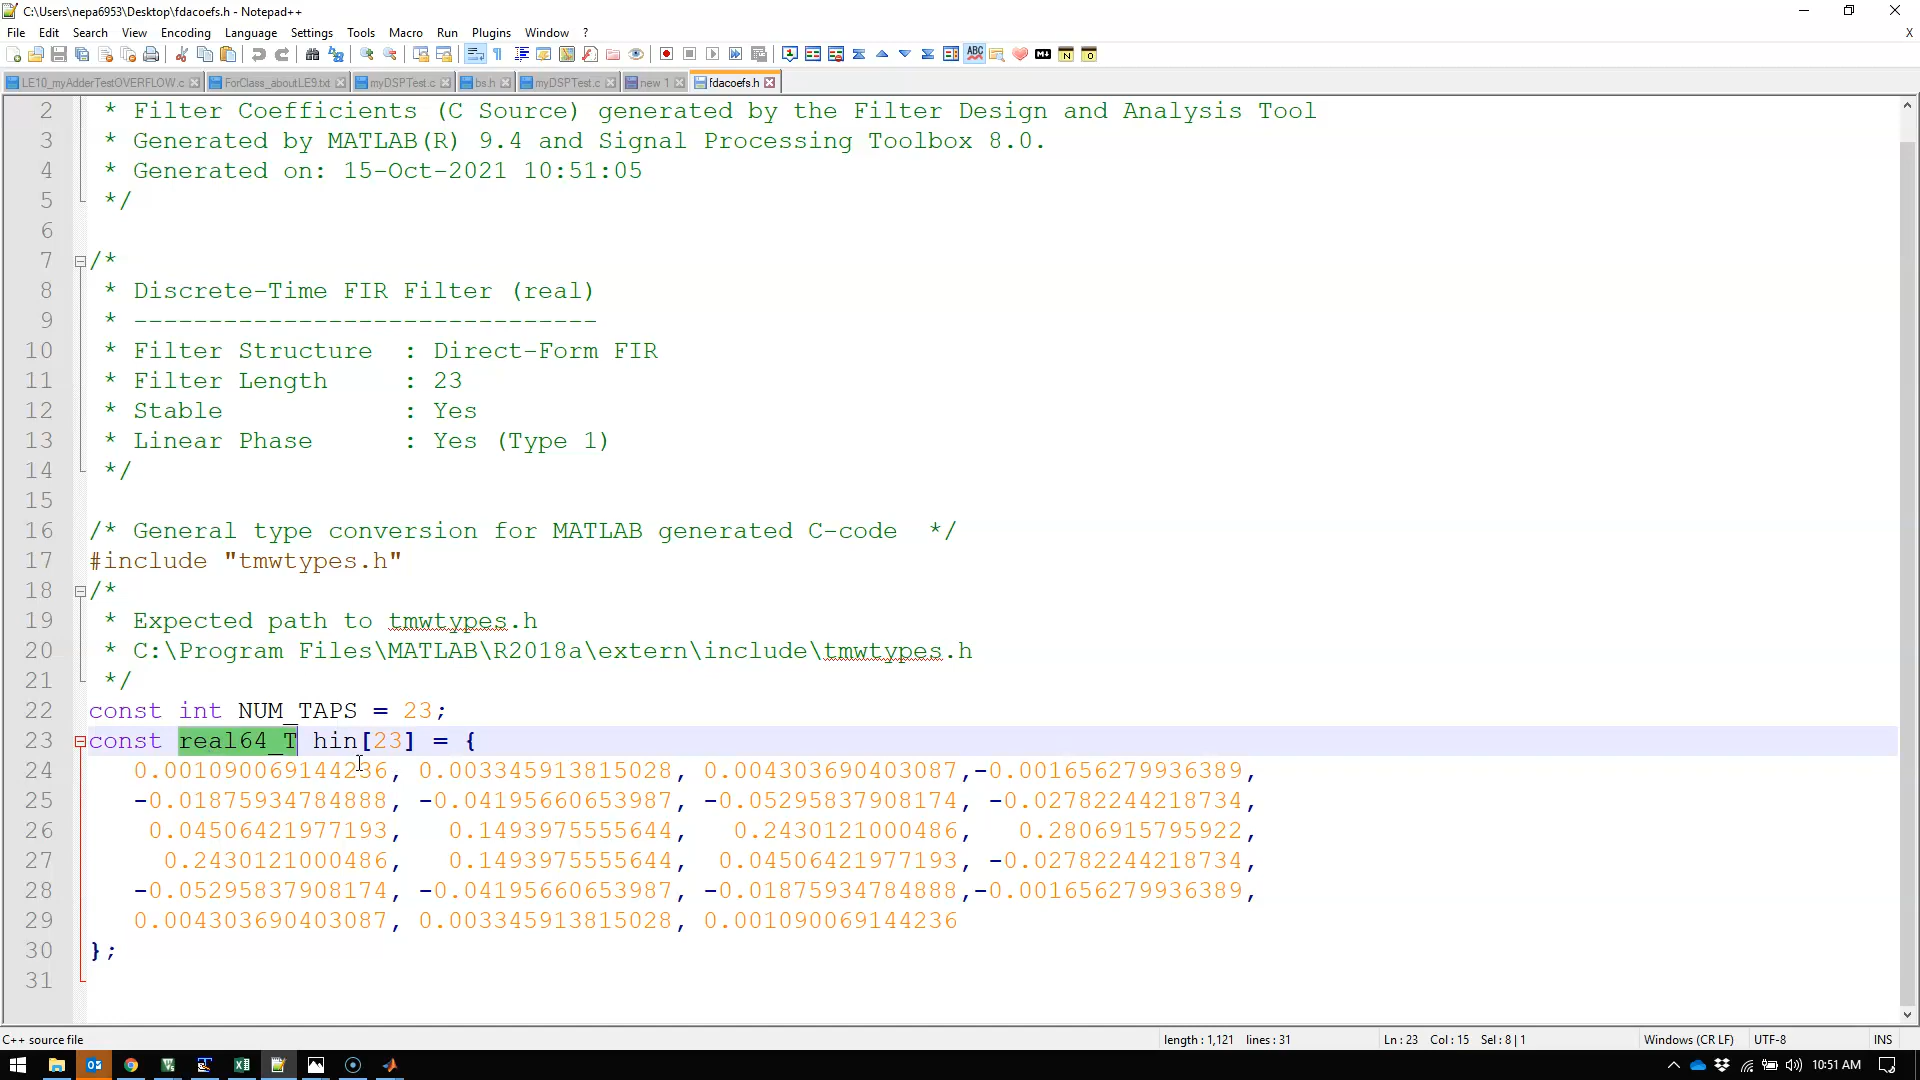 C:\Users\nepa6953\Desktop\fdacoefs.h - Notepad++
File Edit Search View Encoding Language Settings Tools Macro Run Plugins Window ? X
LE10_myAdderTestOVERFLOW.c ForClass_aboutLE9.txt myDSPTest.c bs.h myDSPTest.c new 1 fdacoefs.h
2 * Filter Coefficients (C Source) generated by the Filter Design and Analysis Tool
3 * Generated by MATLAB(R) 9.4 and Signal Processing Toolbox 8.0.
4 * Generated on: 15-Oct-2021 10:51:05
5 */
6
7 /*
8 * Discrete-Time FIR Filter (real)
9 * -------------------------------
10 * Filter Structure  : Direct-Form FIR
11 * Filter Length     : 23
12 * Stable            : Yes
13 * Linear Phase      : Yes (Type 1)
14 */
15
16 /* General type conversion for MATLAB generated C-code  */
17 #include "tmwtypes.h"
18 /*
19 * Expected path to tmwtypes.h
20 * C:\Program Files\MATLAB\R2018a\extern\include\tmwtypes.h
21 */
22 const int NUM_TAPS = 23;
23 const real64_T hin[23] = {
24 0.001090069144236, 0.003345913815028, 0.004303690403087,-0.001656279936389,
25 -0.01875934784888, -0.04195660653987, -0.05295837908174, -0.02782244218734,
26 0.04506421977193,   0.1493975555644,   0.2430121000486,   0.2806915795922,
27 0.2430121000486,   0.1493975555644,  0.04506421977193, -0.02782244218734,
28 -0.05295837908174, -0.04195660653987, -0.01875934784888,-0.001656279936389,
29 0.004303690403087, 0.003345913815028, 0.001090069144236
30 };
31
C++ source file length : 1,121 lines : 31 Ln : 23 Col : 15 Sel : 8 | 1 Windows (CR LF) UTF-8 INS
10:51 AM